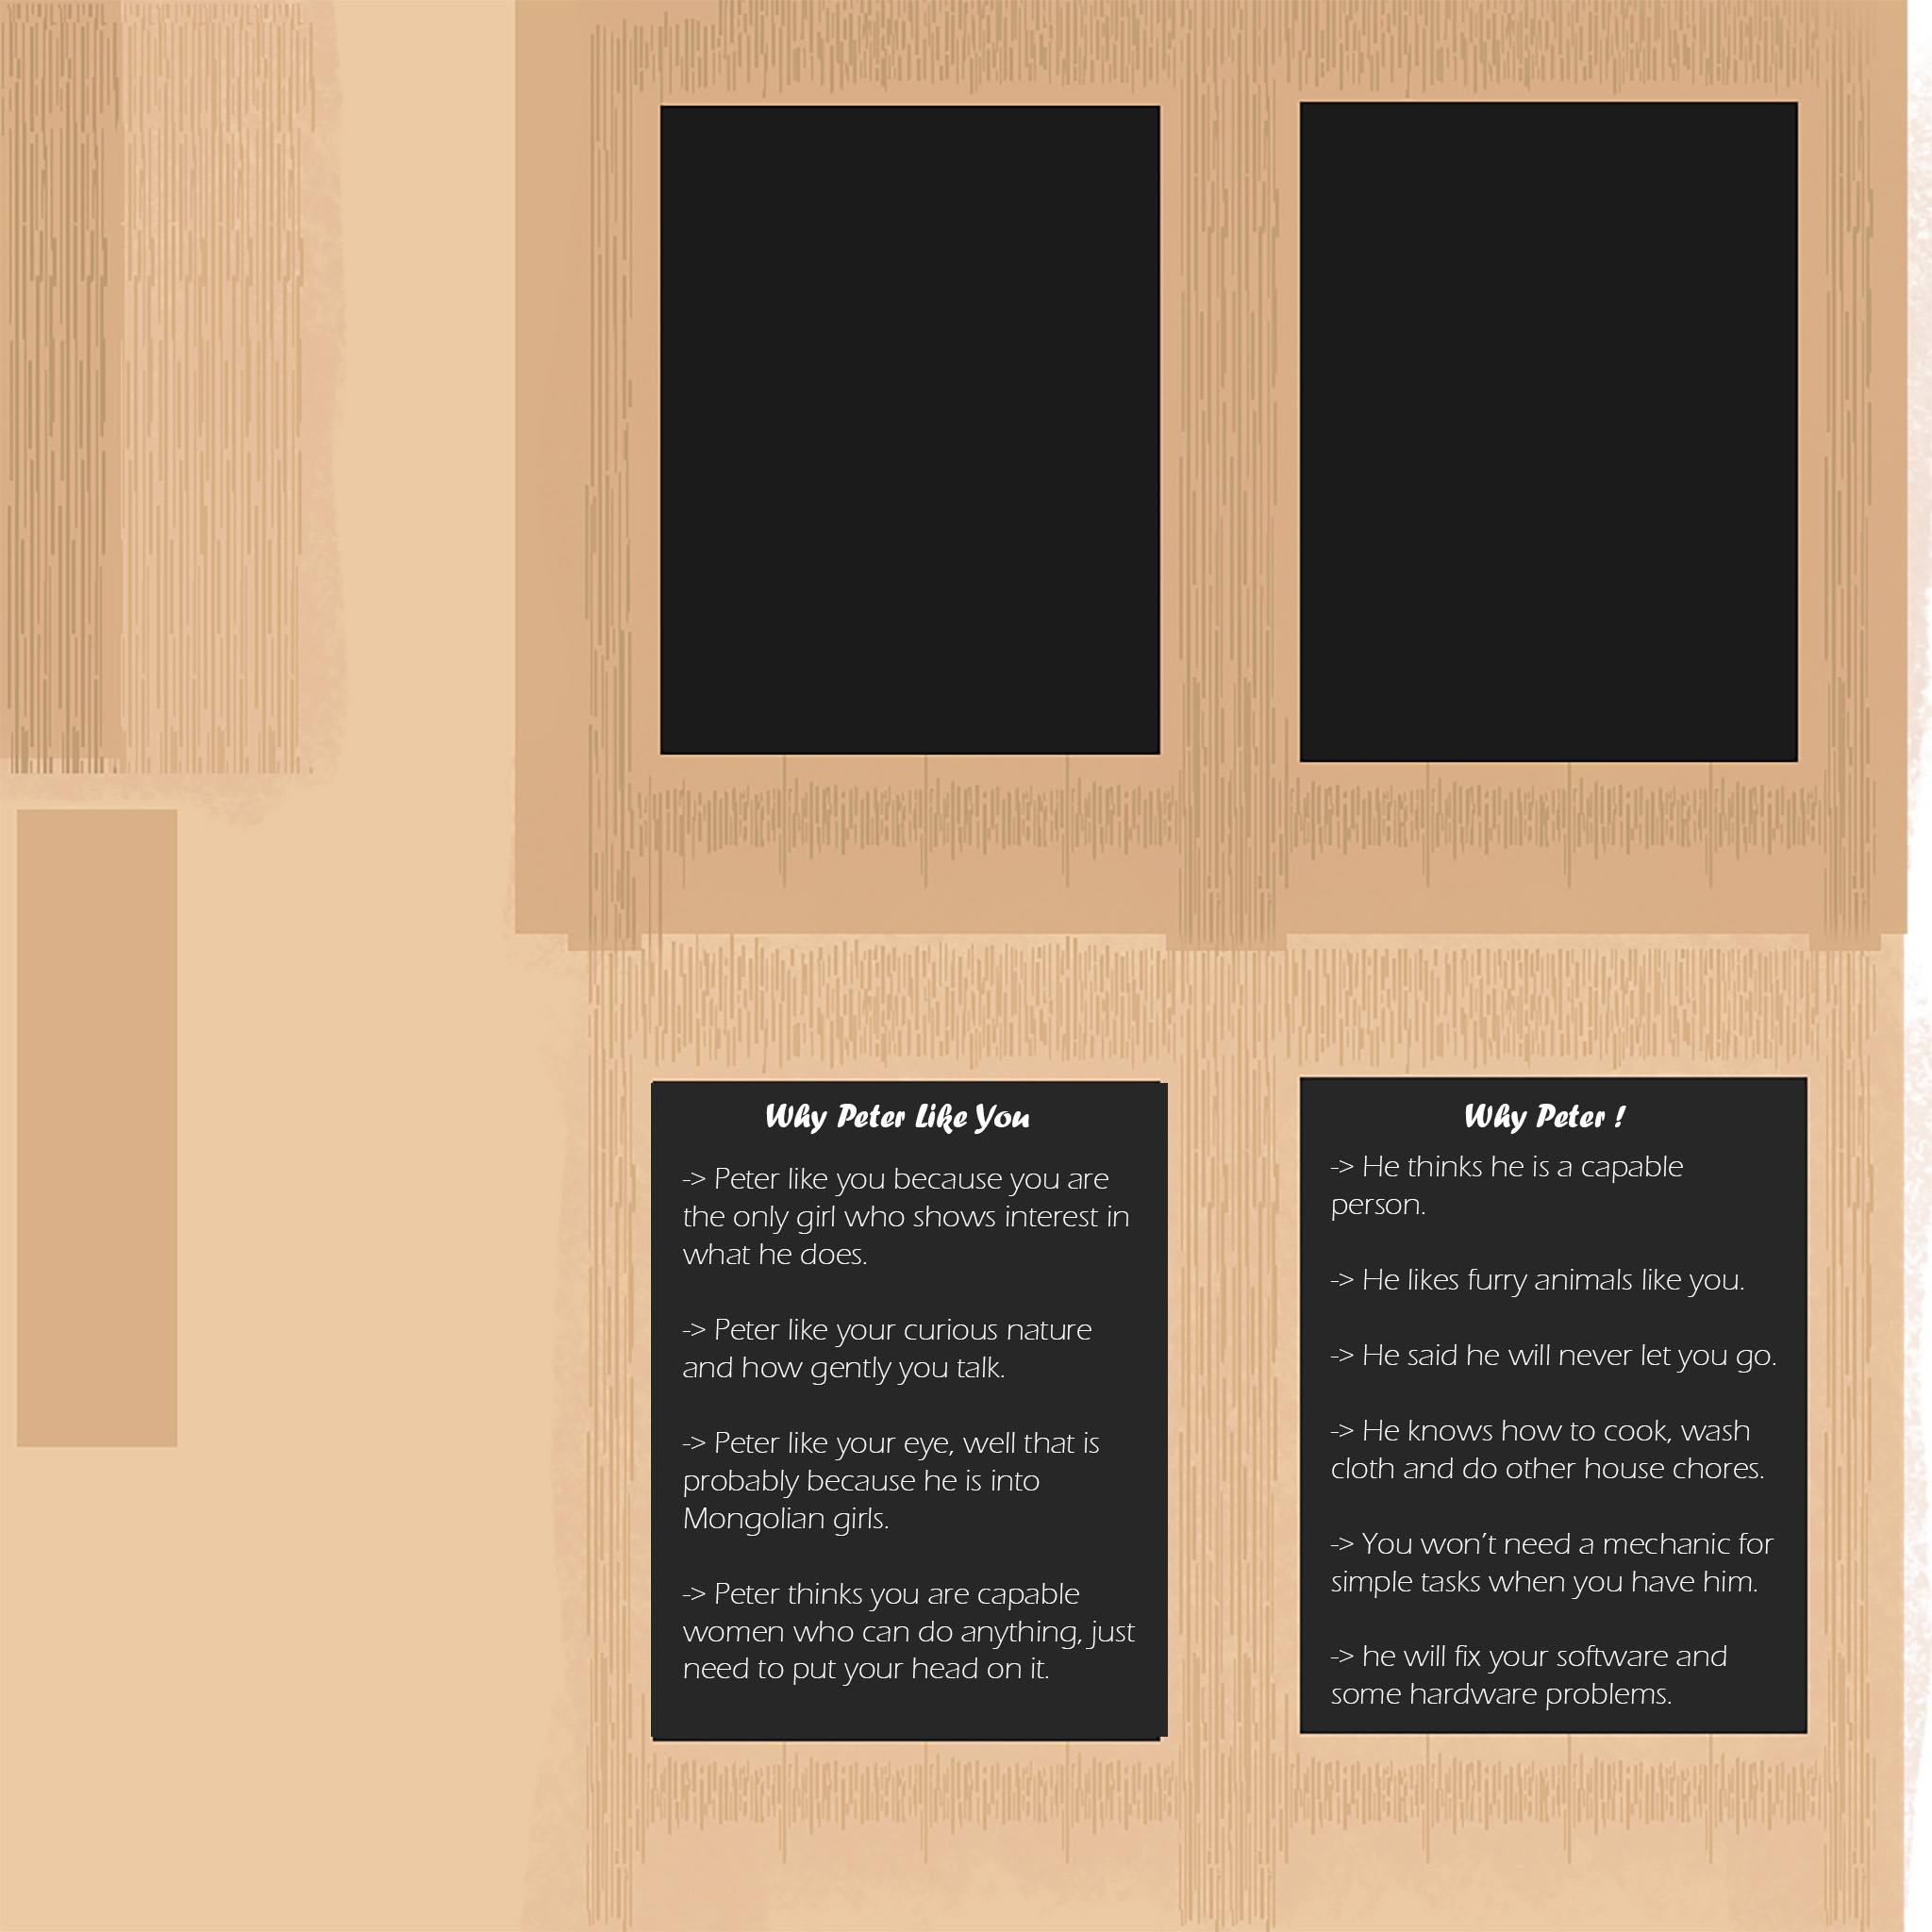 Why Peter Like You
-> Peter like you because you are
the only girl who shows interest in
what he does.
-> Peter like your curious nature
and how gently you talk.
-> Peter like your eye, well that is
probably because he is into
Mongolian girls.
-> Peter thinks you are capable
women who can do anything, just
need to put your head on it.
Why Peter !
-> He thinks he is a capable
person.
-> He likes furry animals like you.
-> He said he will never let you go.
-> He knows how to cook, wash
cloth and do other house chores.
-> You won't need a mechanic for
simple tasks when you have him.
-> he will fix your software and
some hardware problems.